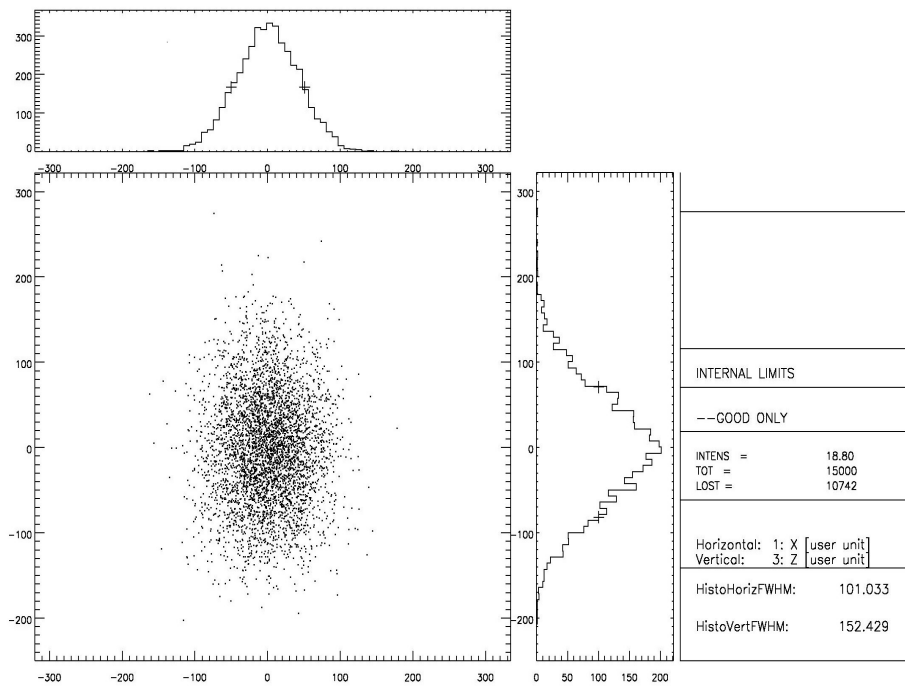 300
200
100
0
-300 -200 -100 0 100 200 300
300
200
100
0
-100
-200
-300 -200 -100 0 100 200 300
300
200
100
0
-100
-200
0 50 100 150 200
INTERNAL LIMITS
--GOOD ONLY
INTENS = 18.80
TOT = 15000
LOST = 10742
Horizontal: 1: X [user unit]
Vertical: 3: Z [user unit]
HistoHorizFWHM: 101.033
HistoVertFWHM: 152.429